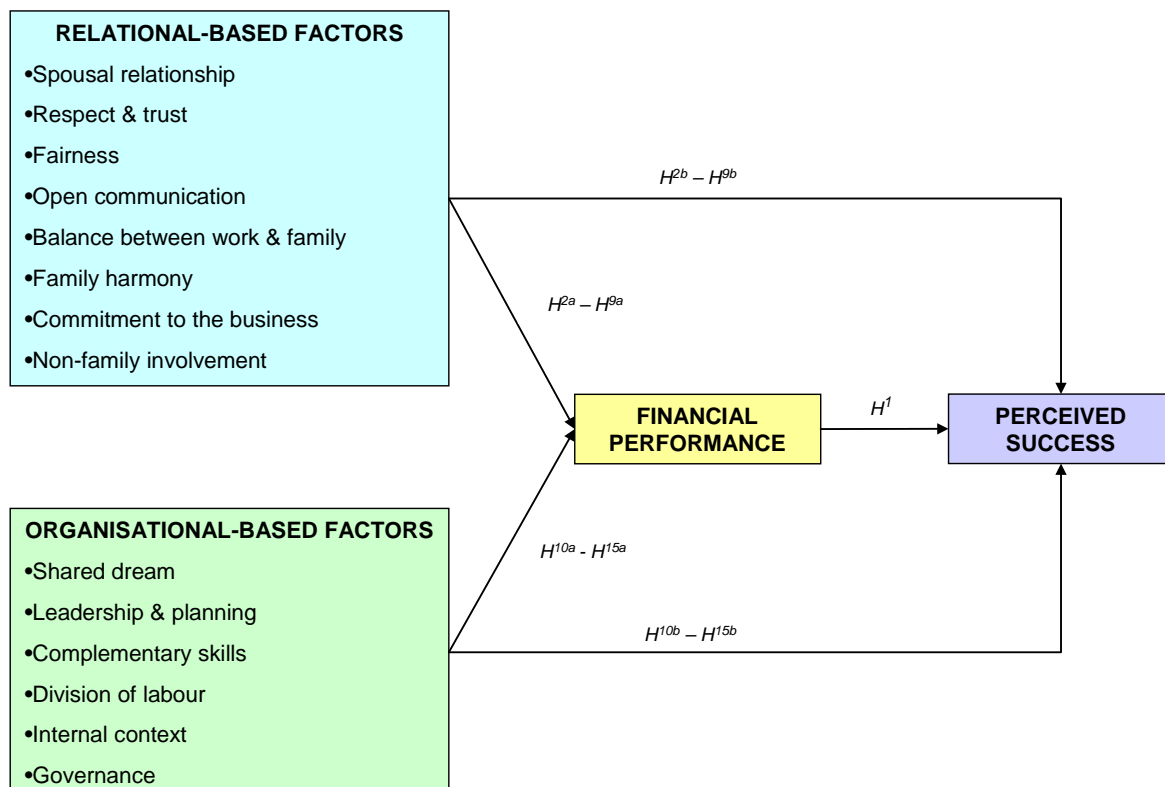 RELATIONAL-BASED FACTORS
•Spousal relationship
•Respect & trust
•Fairness
•Open communication
•Balance between work & family
•Family harmony
•Commitment to the business
•Non-family involvement
H2b – H9b
H2a – H9a
FINANCIAL
PERFORMANCE
H1
PERCEIVED
SUCCESS
ORGANISATIONAL-BASED FACTORS
•Shared dream
•Leadership & planning
•Complementary skills
•Division of labour
•Internal context
•Governance
H10a - H15a
H10b – H15b